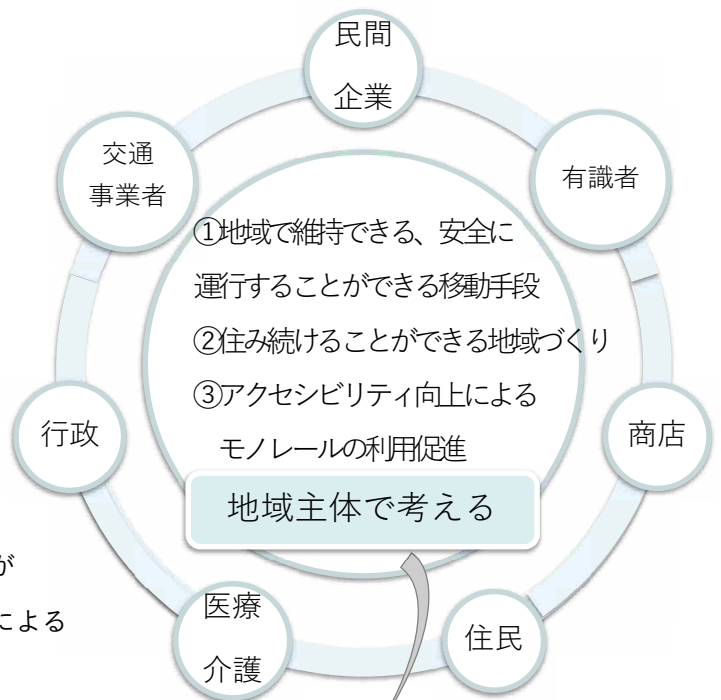 民間
企業
交通
事業者
有識者
①地域で維持できる、安全に
運行することができる移動手段
②住み続けることができる地域づくり
③アクセシビリティ向上による
モノレールの利用促進
行政
商店
地域主体で考える
が
による
医療
介護
住民